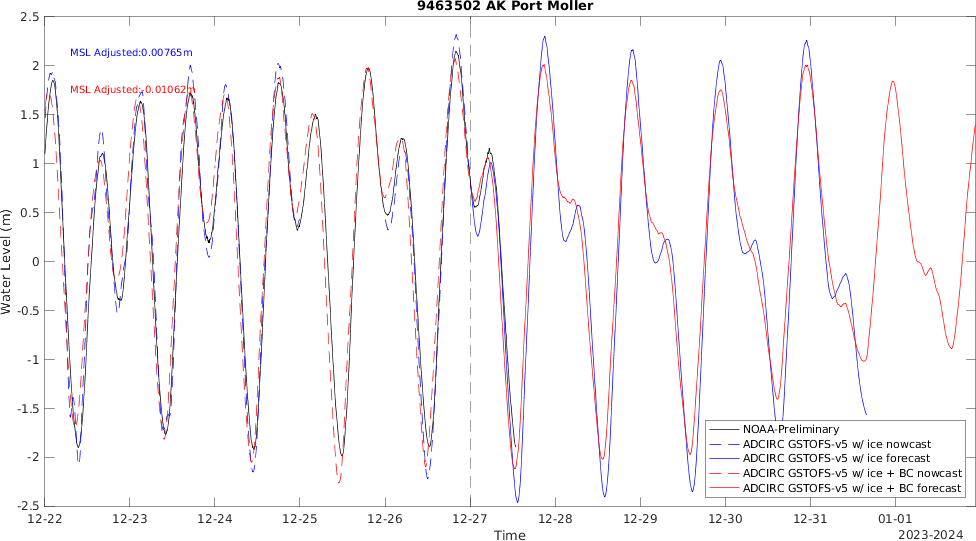 9463502 AK Port Moller
MSL Adjusted:0.00765m
MSL Adjusted:-0.01062m
Water Level (m)
2.5
2
1.5
1
0.5
0
-0.5
-1
-1.5
-2
-2.5
NOAA-Preliminary
ADCIRC GSTOFS-v5 w/ ice nowcast
ADCIRC GSTOFS-v5 w/ ice forecast
ADCIRC GSTOFS-v5 w/ ice + BC nowcast
ADCIRC GSTOFS-v5 w/ ice + BC forecast
12-22 12-23 12-24 12-25 12-26 12-27 12-28 12-29 12-30 12-31 01-01
Time
2023-2024